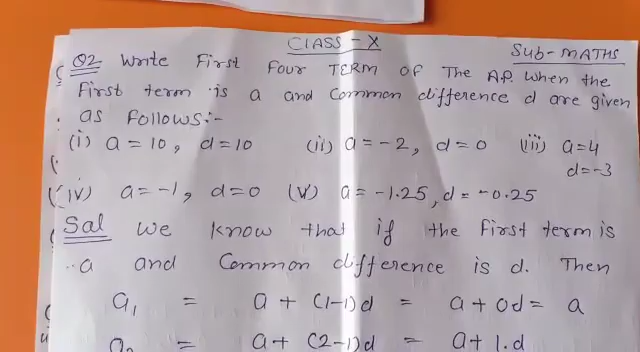 CLASS-X
Sub-MATHS
Q2 Write First Four TERM OF The AP. When the
First term is a and Common difference d are given
as Follows:-
(i) a = 10, d = 10 (ii) a = -2, d = 0 (iii) a = 4
d = -3
(iv) a = -1, d = 0 (v) a = -1.25, d = -0.25
Sol We know that if the First term is
a and Common difference is d. Then
a₁ = a + (1-1)d = a + 0d = a
a₂ = a + (2-1)d = a + 1.d